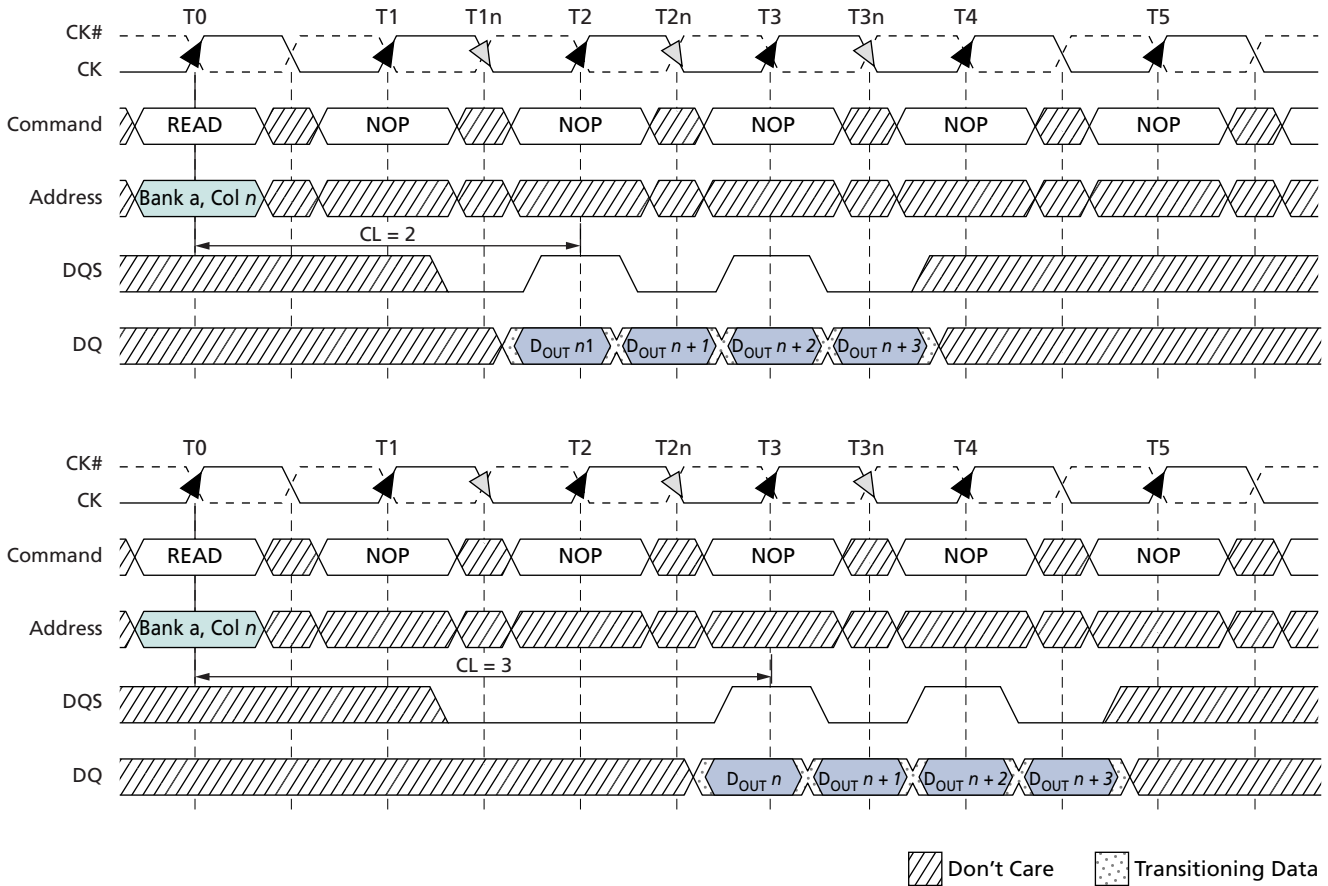 T0 T1 T1n T2 T2n T3 T3n T4 T5
CK#
CK
Command READ NOP NOP NOP NOP NOP
Address Bank a, Col n
CL = 2
DQS
DQ DOUT n1 DOUT n + 1 DOUT n + 2 DOUT n + 3
T0 T1 T1n T2 T2n T3 T3n T4 T5
CK#
CK
Command READ NOP NOP NOP NOP NOP
Address Bank a, Col n
CL = 3
DQS
DQ DOUT n DOUT n + 1 DOUT n + 2 DOUT n + 3
Don't Care Transitioning Data